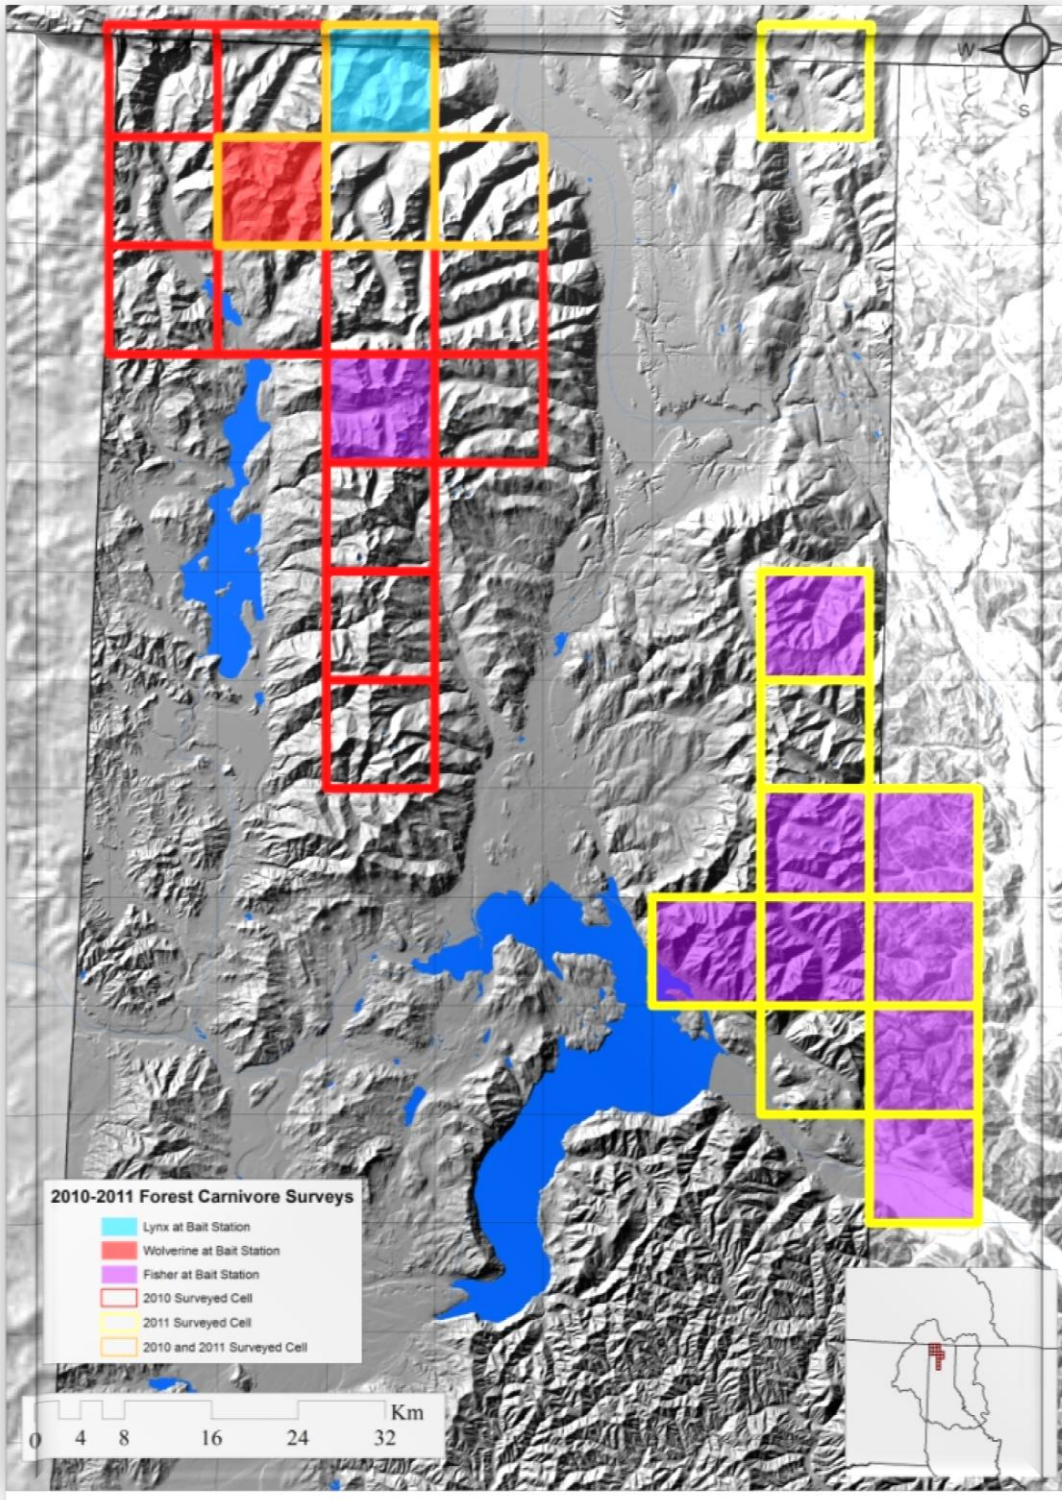 W
S
2010-2011 Forest Carnivore Surveys
Lynx at Bait Station
Wolverine at Bait Station
Fisher at Bait Station
2010 Surveyed Cell
2011 Surveyed Cell
2010 and 2011 Surveyed Cell
Km
0 4 8 16 24 32